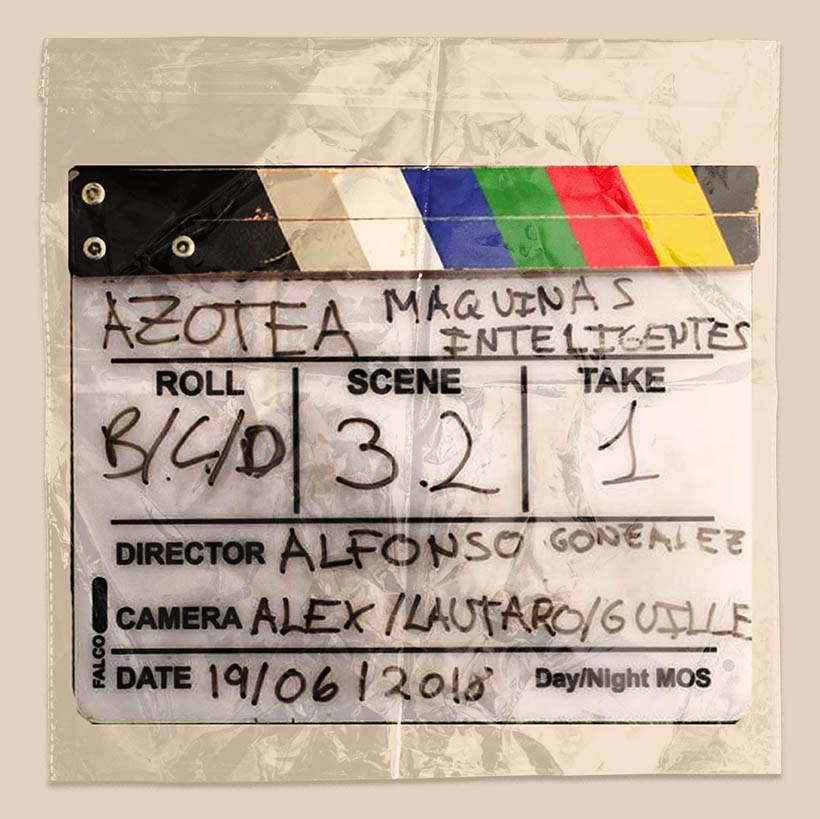 AZOTEA MAQUINAS
INTELIGENTES
ROLL SCENE TAKE
B/C/D 3.2 1
DIRECTOR ALFONSO GONZALEZ
CAMERA ALEX/LAUTARO/GUILLE
DATE 19/06/2018 Day/Night MOS
FALCO